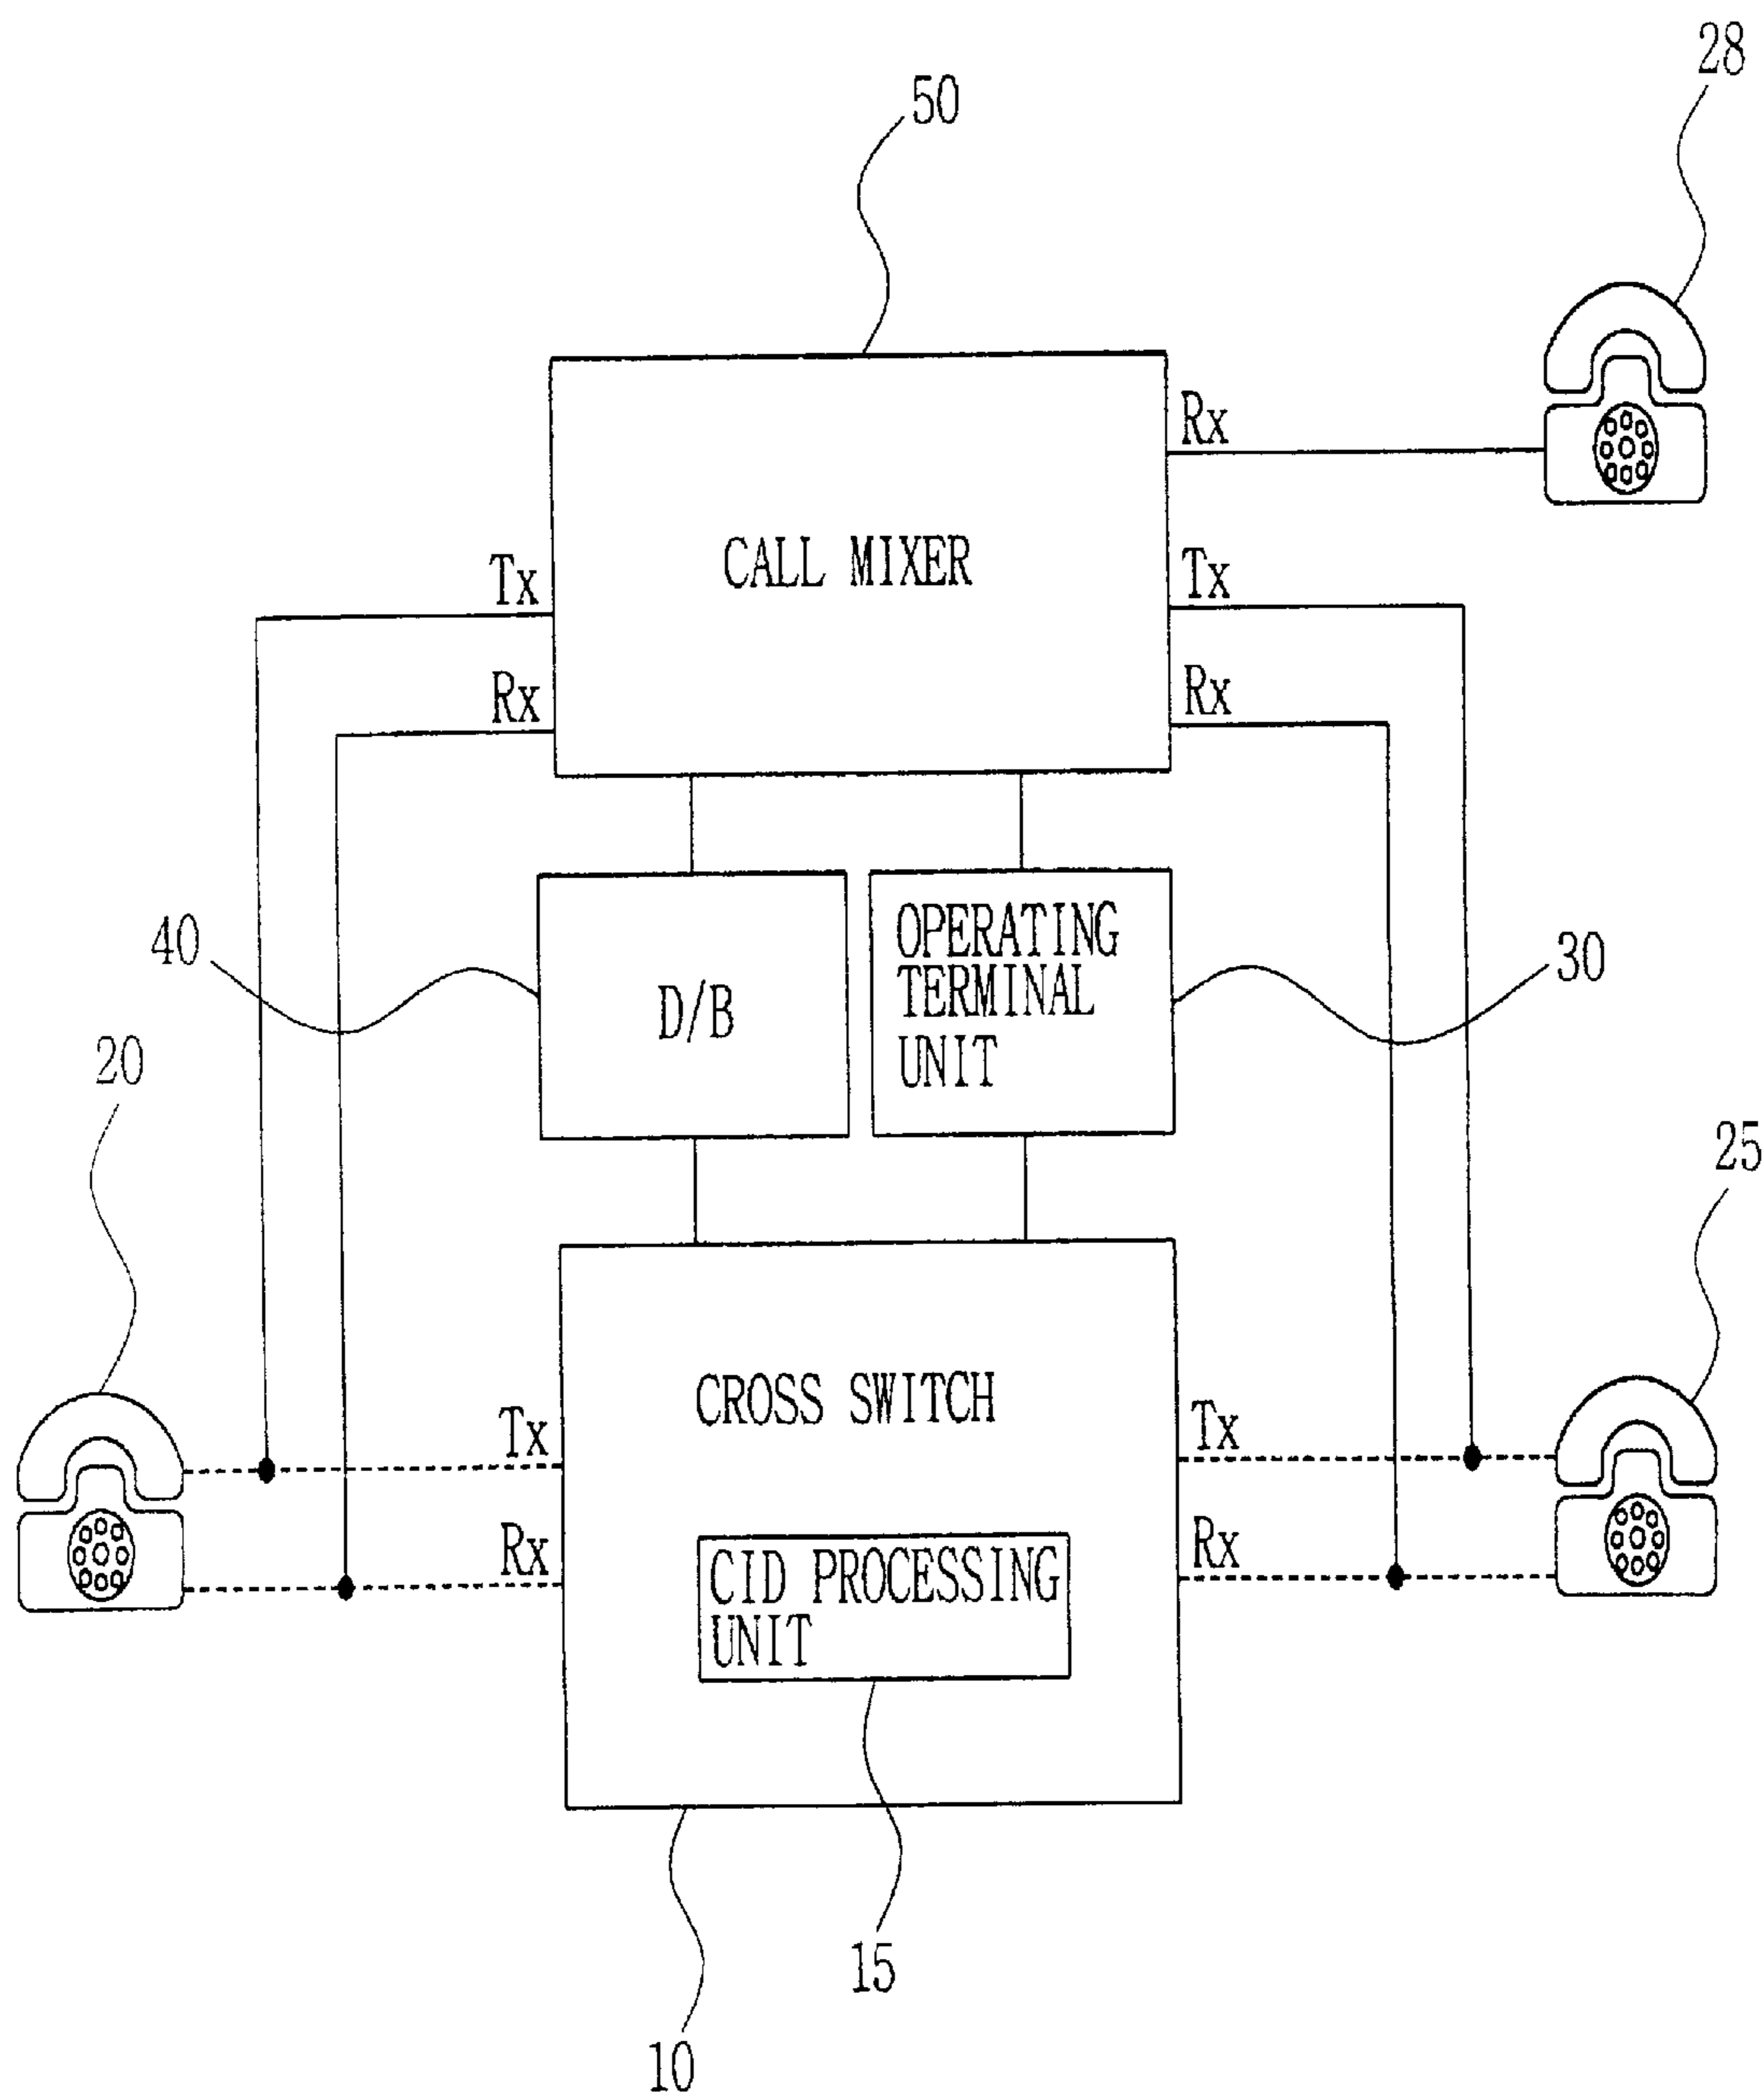 28
50
Rx
CALL MIXER
Tx
Tx
Rx
Rx
40
D/B
OPERATING
TERMINAL
UNIT
30
20
25
CROSS SWITCH
Tx
Tx
Rx
Rx
CID PROCESSING
UNIT
15
10